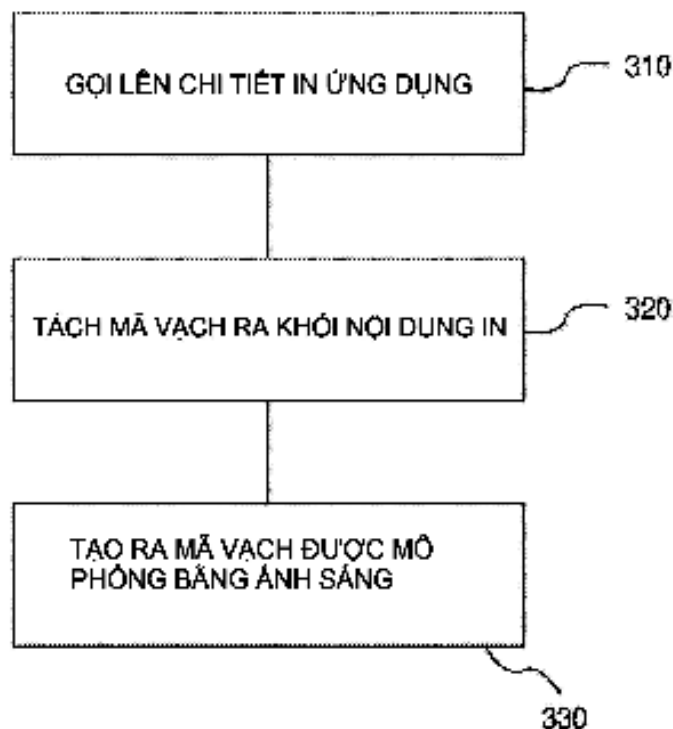 GỌI LÊN CHI TIẾT IN ỨNG DỤNG
310
TÁCH MÃ VẠCH RA KHỎI NỘI DUNG IN
320
TẠO RA MÃ VẠCH ĐƯỢC MÔ
PHỎNG BẰNG ÁNH SÁNG
330